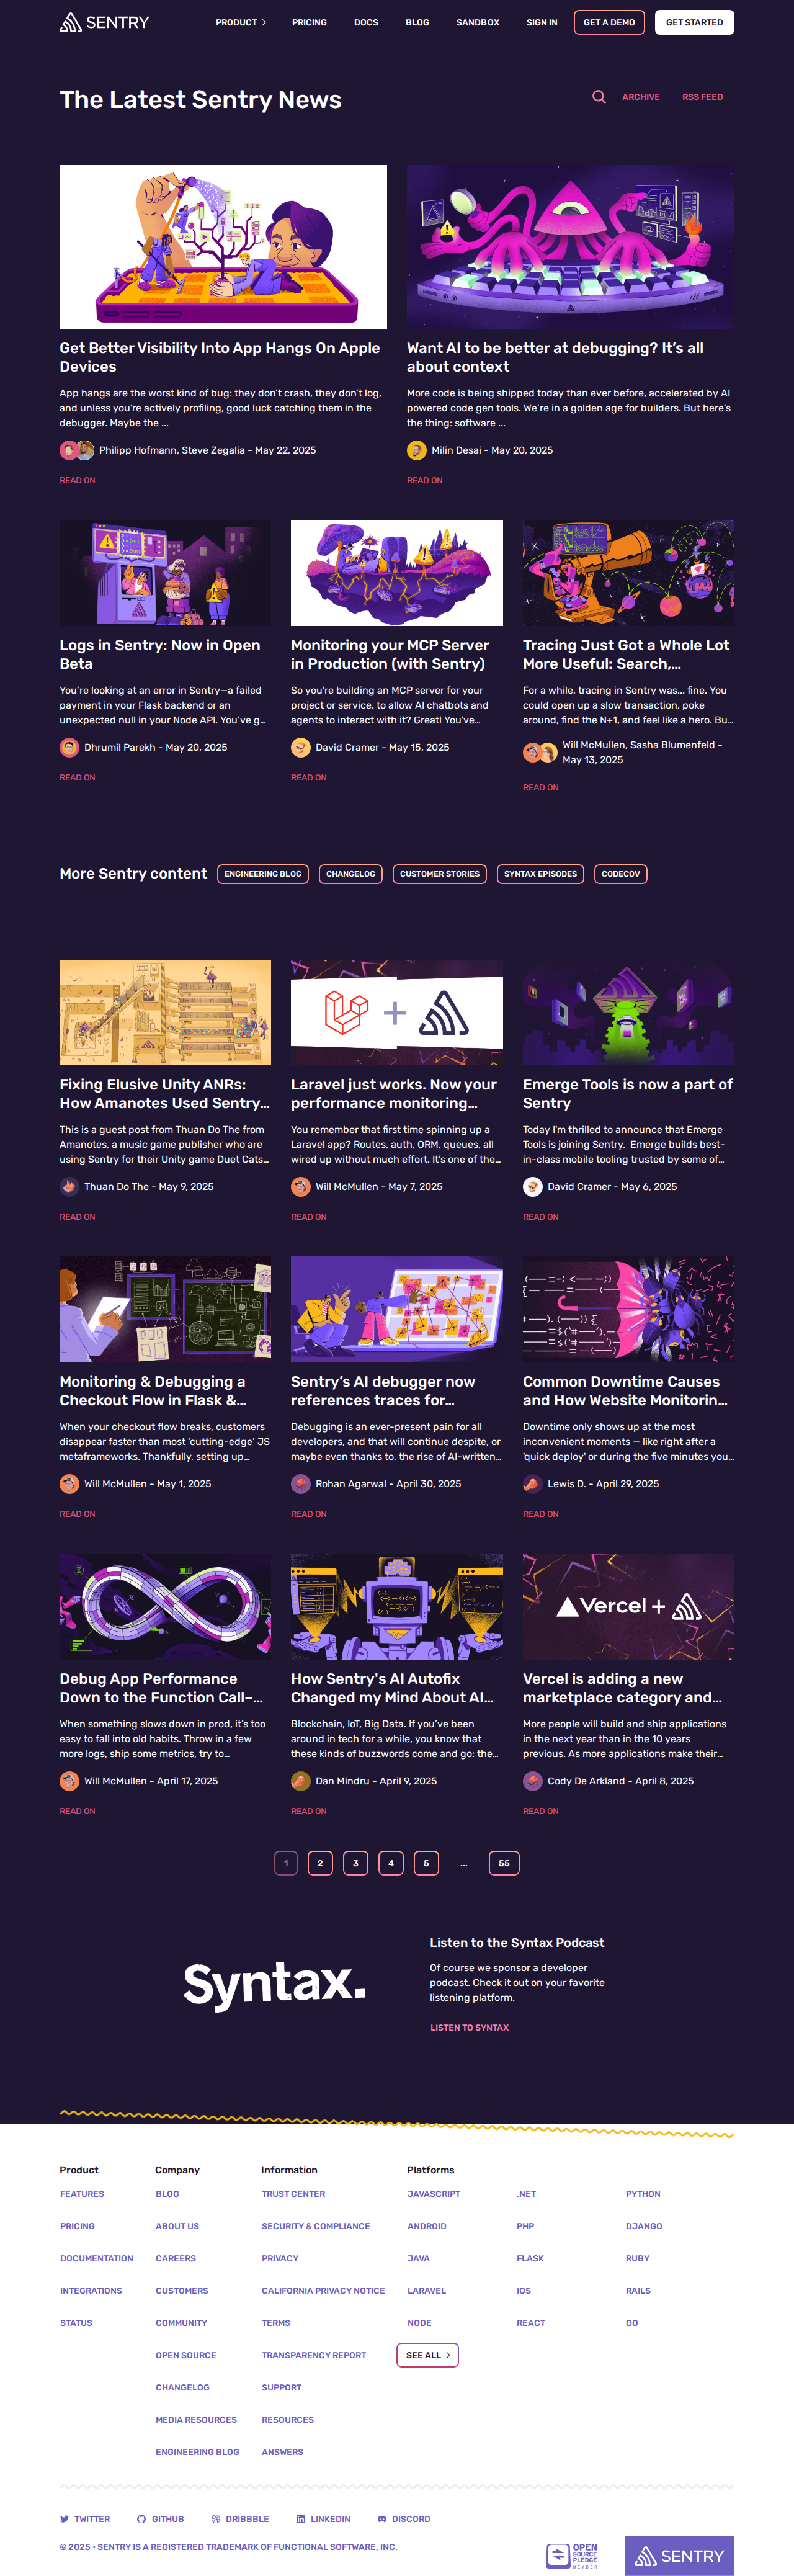 SENTRY
PRODUCT
PRICING
DOCS
BLOG
SANDBOX
SIGN IN
GET A DEMO
GET STARTED
The Latest Sentry News
ARCHIVE
RSS FEED
Get Better Visibility Into App Hangs On Apple
Devices
App hangs are the worst kind of bug: they don't crash, they don't log,
and unless you're actively profiling, good luck catching them in the
debugger. Maybe the ...
Philipp Hofmann, Steve Zegalia - May 22, 2025
READ ON
Want AI to be better at debugging? It's all
about context
More code is being shipped today than ever before, accelerated by AI
powered code gen tools. We're in a golden age for builders. But here's
the thing: software ...
Milin Desai - May 20, 2025
READ ON
Logs in Sentry: Now in Open
Beta
You're looking at an error in Sentry—a failed
payment in your Flask backend or an
unexpected null in your Node API. You've g…
Dhrumil Parekh - May 20, 2025
READ ON
Monitoring your MCP Server
in Production (with Sentry)
So you're building an MCP server for your
project or service, to allow AI chatbots and
agents to interact with it? Great! You've…
David Cramer - May 15, 2025
READ ON
Tracing Just Got a Whole Lot
More Useful: Search,…
For a while, tracing in Sentry was... fine. You
could open up a slow transaction, poke
around, find the N+1, and feel like a hero. Bu…
Will McMullen, Sasha Blumenfeld -
May 13, 2025
READ ON
More Sentry content
ENGINEERING BLOG
CHANGELOG
CUSTOMER STORIES
SYNTAX EPISODES
CODECOV
Fixing Elusive Unity ANRs:
How Amanotes Used Sentry…
This is a guest post from Thuan Do The from
Amanotes, a music game publisher who are
using Sentry for their Unity game Duet Cats…
Thuan Do The - May 9, 2025
READ ON
Laravel just works. Now your
performance monitoring…
You remember that first time spinning up a
Laravel app? Routes, auth, ORM, queues, all
wired up without much effort. It's one of the…
Will McMullen - May 7, 2025
READ ON
Emerge Tools is now a part of
Sentry
Today I'm thrilled to announce that Emerge
Tools is joining Sentry.  Emerge builds best-
in-class mobile tooling trusted by some of…
David Cramer - May 6, 2025
READ ON
Monitoring & Debugging a
Checkout Flow in Flask &…
When your checkout flow breaks, customers
disappear faster than most 'cutting-edge' JS
metaframeworks. Thankfully, setting up…
Will McMullen - May 1, 2025
READ ON
Sentry's AI debugger now
references traces for…
Debugging is an ever-present pain for all
developers, and that will continue despite, or
maybe even thanks to, the rise of AI-written…
Rohan Agarwal - April 30, 2025
READ ON
Common Downtime Causes
and How Website Monitorin…
Downtime only shows up at the most
inconvenient moments — like right after a
'quick deploy' or during the five minutes you…
Lewis D. - April 29, 2025
READ ON
Debug App Performance
Down to the Function Call–…
When something slows down in prod, it's too
easy to fall into old habits. Throw in a few
more logs, ship some metrics, try to…
Will McMullen - April 17, 2025
READ ON
How Sentry's AI Autofix
Changed my Mind About AI…
Blockchain, IoT, Big Data. If you've been
around in tech for a while, you know that
these kinds of buzzwords come and go: the…
Dan Mindru - April 9, 2025
READ ON
Vercel + 
Vercel is adding a new
marketplace category and…
More people will build and ship applications
in the next year than in the 10 years
previous. As more applications make their…
Cody De Arkland - April 8, 2025
READ ON
1 2 3 4 5 ... 55
Syntax.
Listen to the Syntax Podcast
Of course we sponsor a developer
podcast. Check it out on your favorite
listening platform.
LISTEN TO SYNTAX
Product
FEATURES
PRICING
DOCUMENTATION
INTEGRATIONS
STATUS
Company
BLOG
ABOUT US
CAREERS
CUSTOMERS
COMMUNITY
OPEN SOURCE
CHANGELOG
MEDIA RESOURCES
ENGINEERING BLOG
Information
TRUST CENTER
SECURITY & COMPLIANCE
PRIVACY
CALIFORNIA PRIVACY NOTICE
TERMS
TRANSPARENCY REPORT
SUPPORT
RESOURCES
ANSWERS
Platforms
JAVASCRIPT
ANDROID
JAVA
LARAVEL
NODE
SEE ALL
.NET
PHP
FLASK
IOS
REACT
PYTHON
DJANGO
RUBY
RAILS
GO
TWITTER
GITHUB
DRIBBBLE
LINKEDIN
DISCORD
© 2025 • SENTRY IS A REGISTERED TRADEMARK OF FUNCTIONAL SOFTWARE, INC.
OPEN
SOURCE
PLEDGE
MEMBER
SENTRY